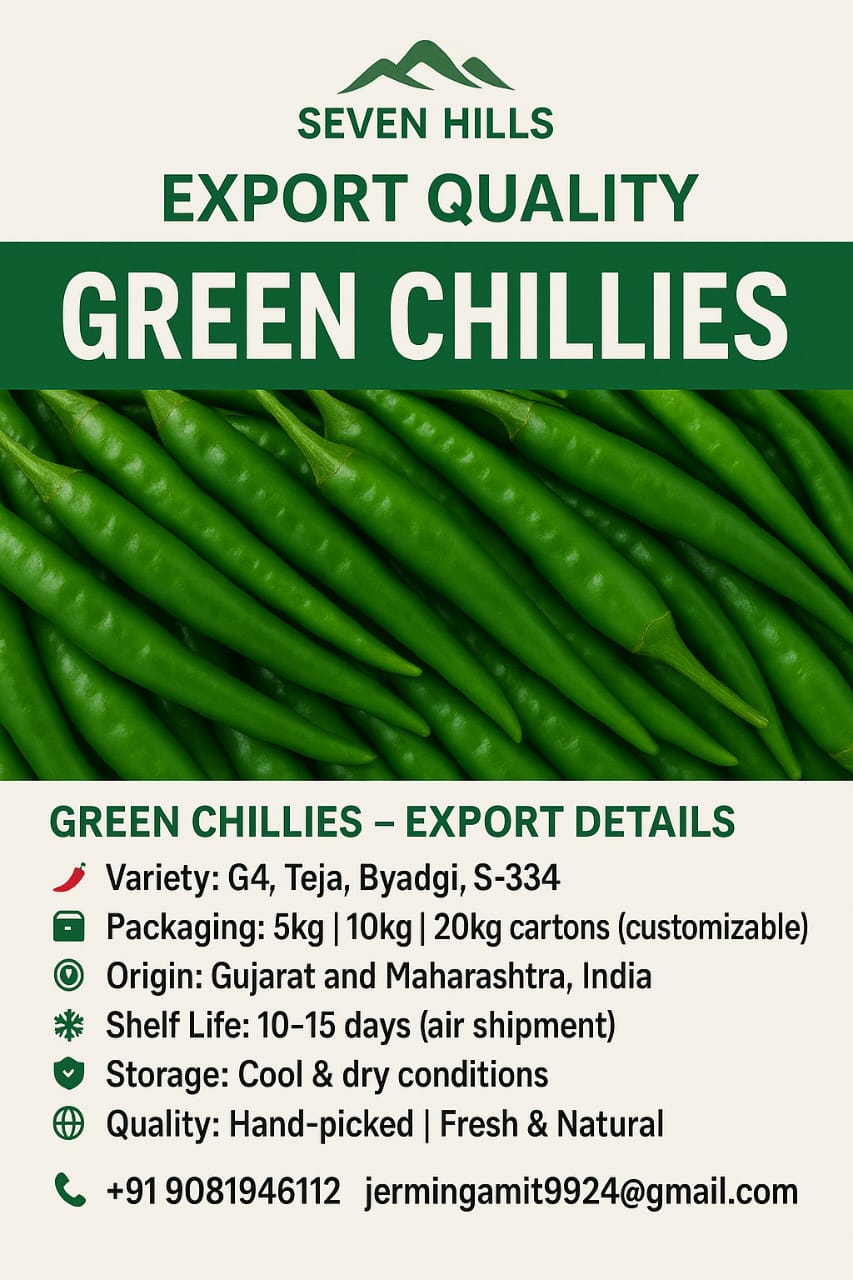 SEVEN HILLS
EXPORT QUALITY
GREEN CHILLIES
GREEN CHILLIES – EXPORT DETAILS
Variety: G4, Teja, Byadgi, S-334
Packaging: 5kg | 10kg | 20kg cartons (customizable)
Origin: Gujarat and Maharashtra, India
Shelf Life: 10–15 days (air shipment)
Storage: Cool & dry conditions
Quality: Hand-picked | Fresh & Natural
+91 9081946112 jermingamit9924@gmail.com